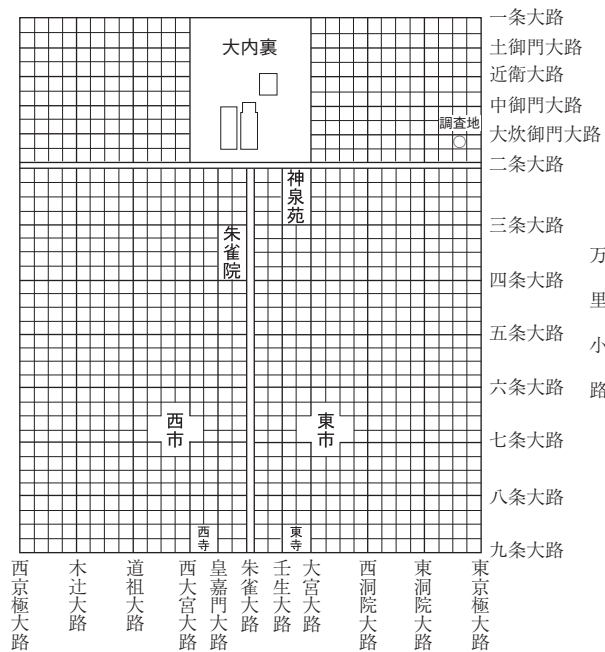 一条大路
大内裏
土御門大路
近衛大路
中御門大路
調査地
大炊御門大路
二条大路
神泉苑
三条大路
朱雀院
万里小路
四条大路
五条大路
六条大路
西市
東市
七条大路
八条大路
西寺
東寺
九条大路
西京極大路
木辻大路
道祖大路
西大宮大路
皇嘉門大路
朱雀大路
壬生大路
大宮大路
西洞院大路
東洞院大路
東京極大路